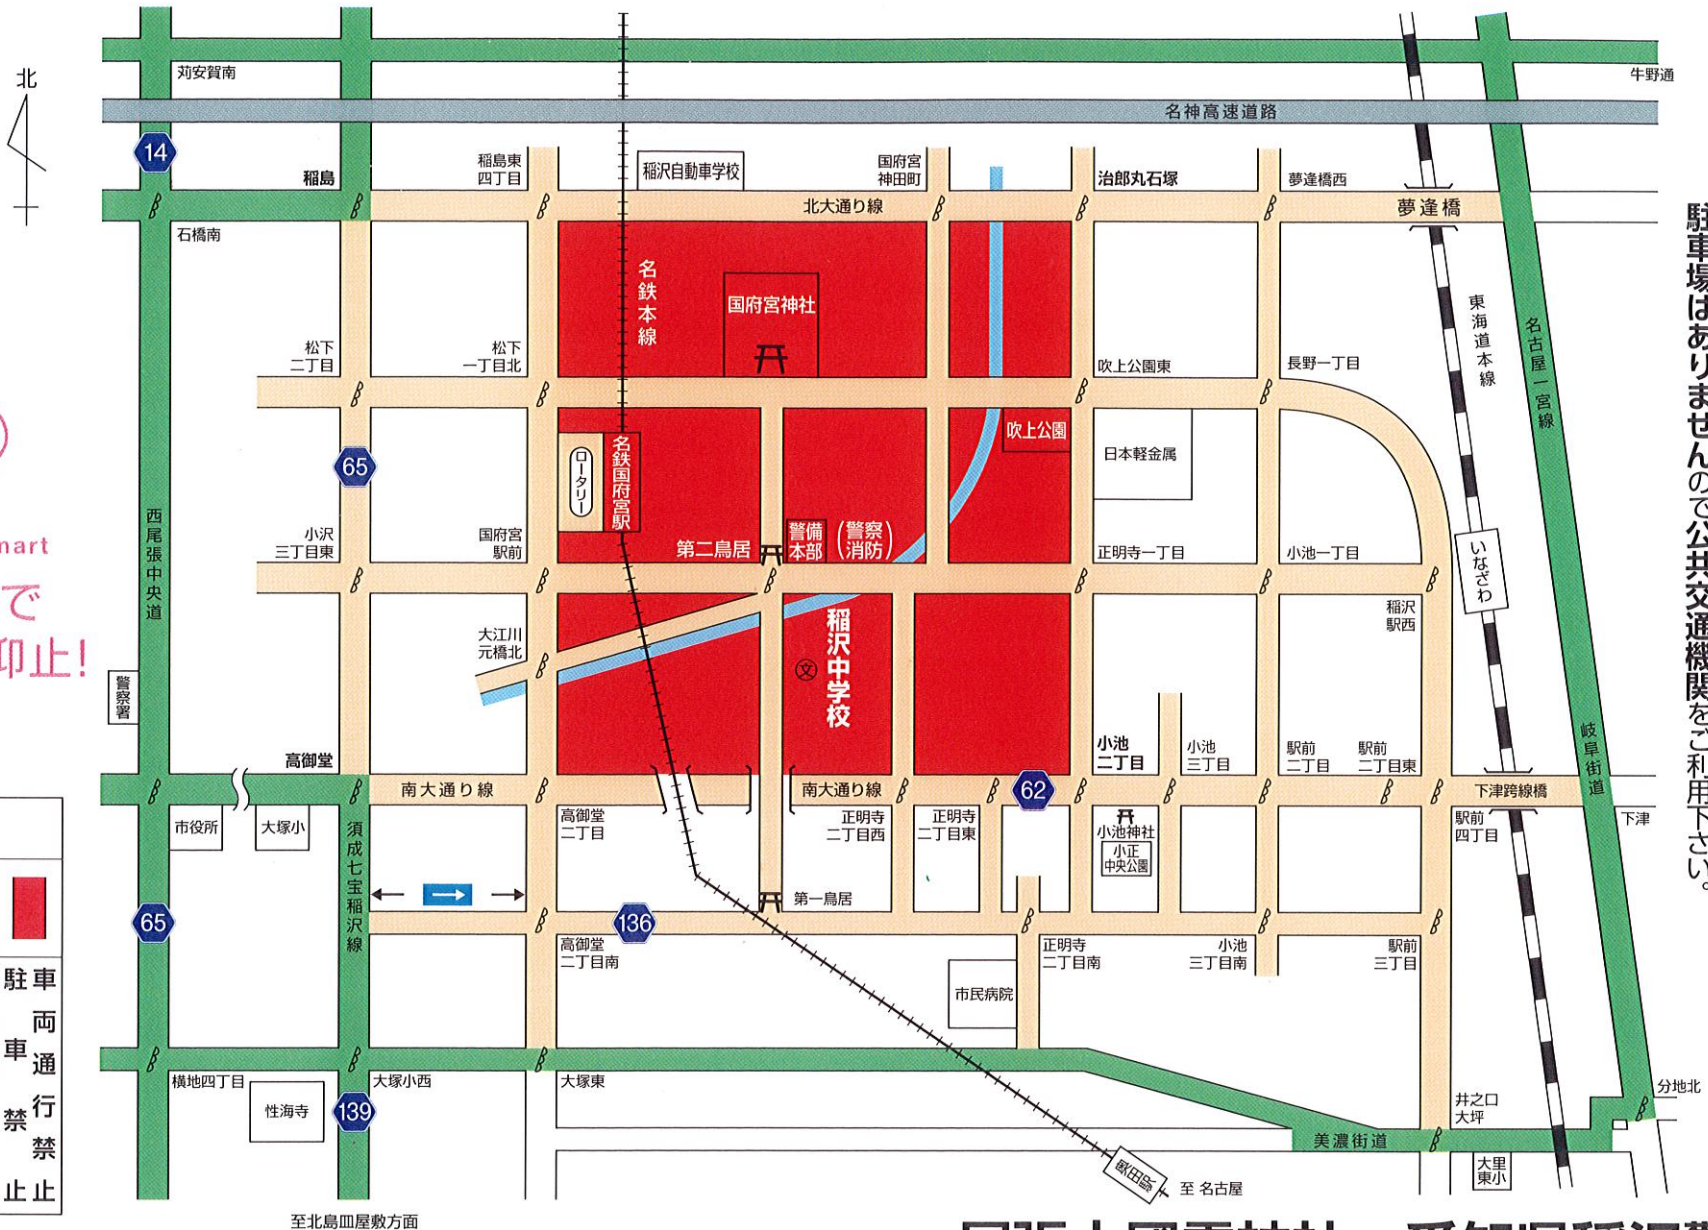 北
苅安賀南
牛野通
名神高速道路
14
稲島
稲島東
四丁目
稲沢自動車学校
国府宮
神田町
治郎丸石塚
夢逢橋西
北大通り線
夢逢橋
石橋南
名鉄本線
国府宮神社
東海道本線
名古屋一宮線
駐車場はありませんので公共交通機関をご利用下さい。
松下
二丁目
松下
一丁目北
吹上公園東
長野一丁目
65
ロータリー
名鉄国府宮駅
吹上公園
日本軽金属
西尾張中央道
小沢
三丁目東
国府宮
駅前
第二鳥居
警備
本部
(警察
消防)
正明寺一丁目
小池一丁目
いなざわ
mart
で
抑止!
大江川
元橋北
稲沢中学校
文
稲沢
駅西
警察署
高御堂
小池
二丁目
小池
三丁目
駅前
二丁目
駅前
二丁目東
岐阜街道
南大通り線
南大通り線
62
下津跨線橋
市役所
大塚小
須成七宝稲沢線
高御堂
二丁目
正明寺
二丁目西
正明寺
二丁目東
小池神社
小正
中央公園
駅前
四丁目
下津
第一鳥居
65
136
高御堂
二丁目南
正明寺
二丁目南
小池
三丁目南
駅前
三丁目
市民病院
車両通行禁止
駐車禁止
横地四丁目
大塚小西
大塚東
性海寺
139
井之口
大坪
分地北
美濃街道
大里
東小
至 名古屋
至北島皿屋敷方面